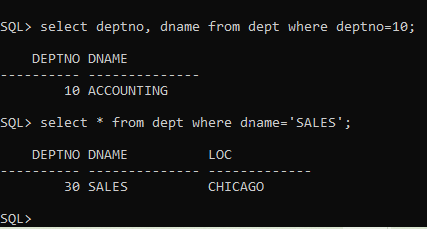 SQL> select deptno, dname from dept where deptno=10;
    DEPTNO DNAME
---------- --------------
        10 ACCOUNTING
SQL> select * from dept where dname='SALES';
    DEPTNO DNAME          LOC
---------- -------------- -------------
        30 SALES          CHICAGO
SQL>